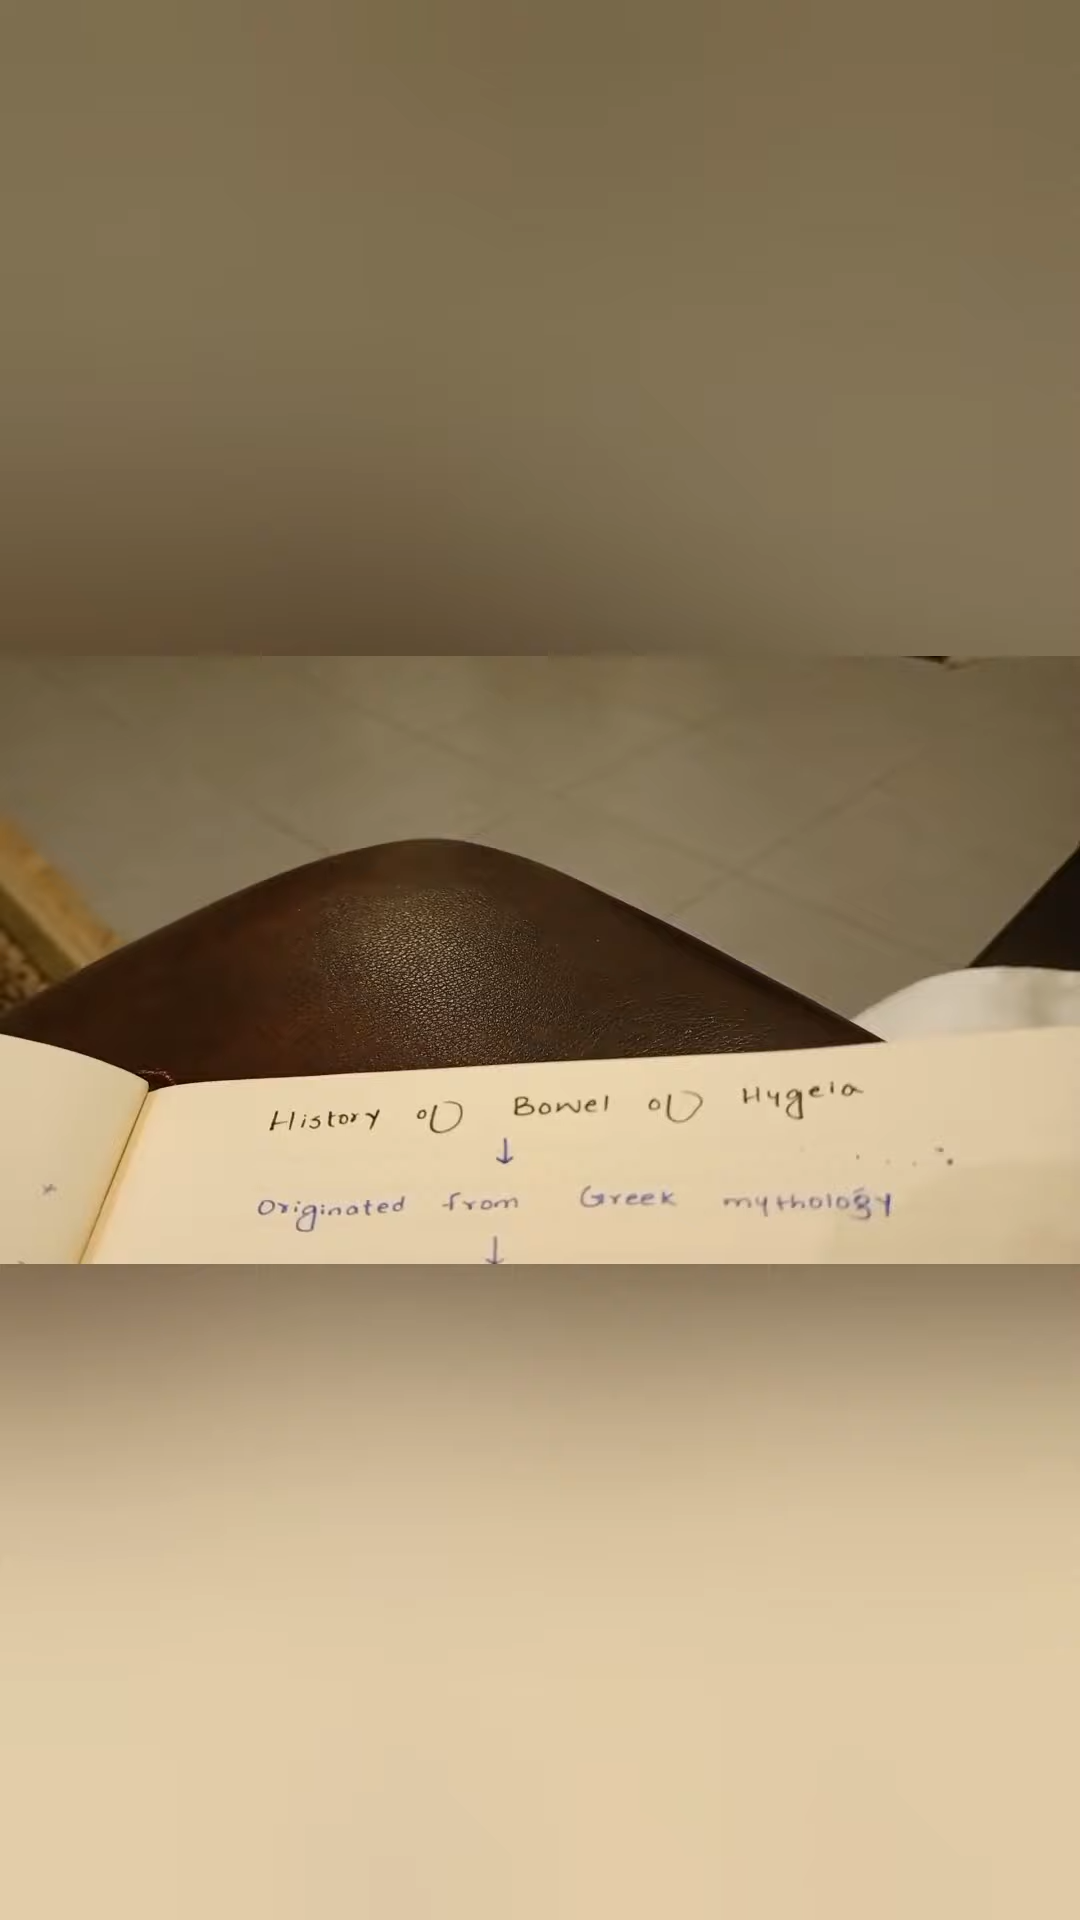 History of Bowel of Hygeia
↓
Originated from Greek mythology
↓